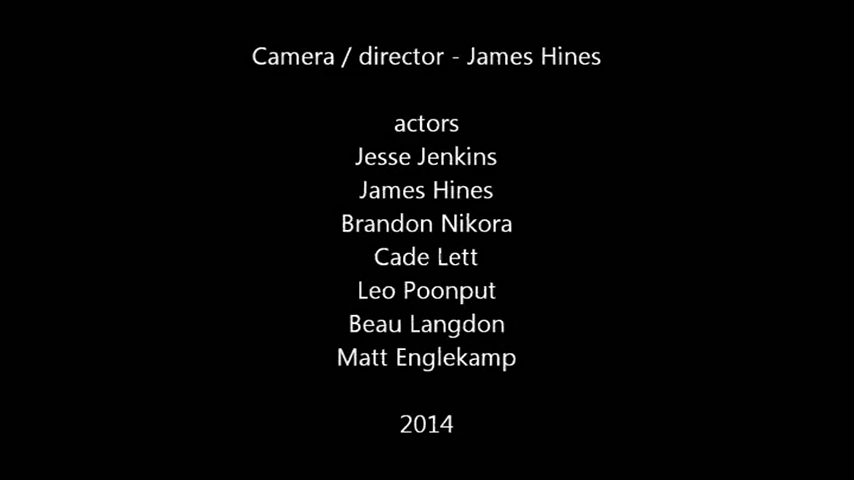 Camera / director - James Hines
actors
Jesse Jenkins
James Hines
Brandon Nikora
Cade Lett
Leo Poonput
Beau Langdon
Matt Englekamp
2014